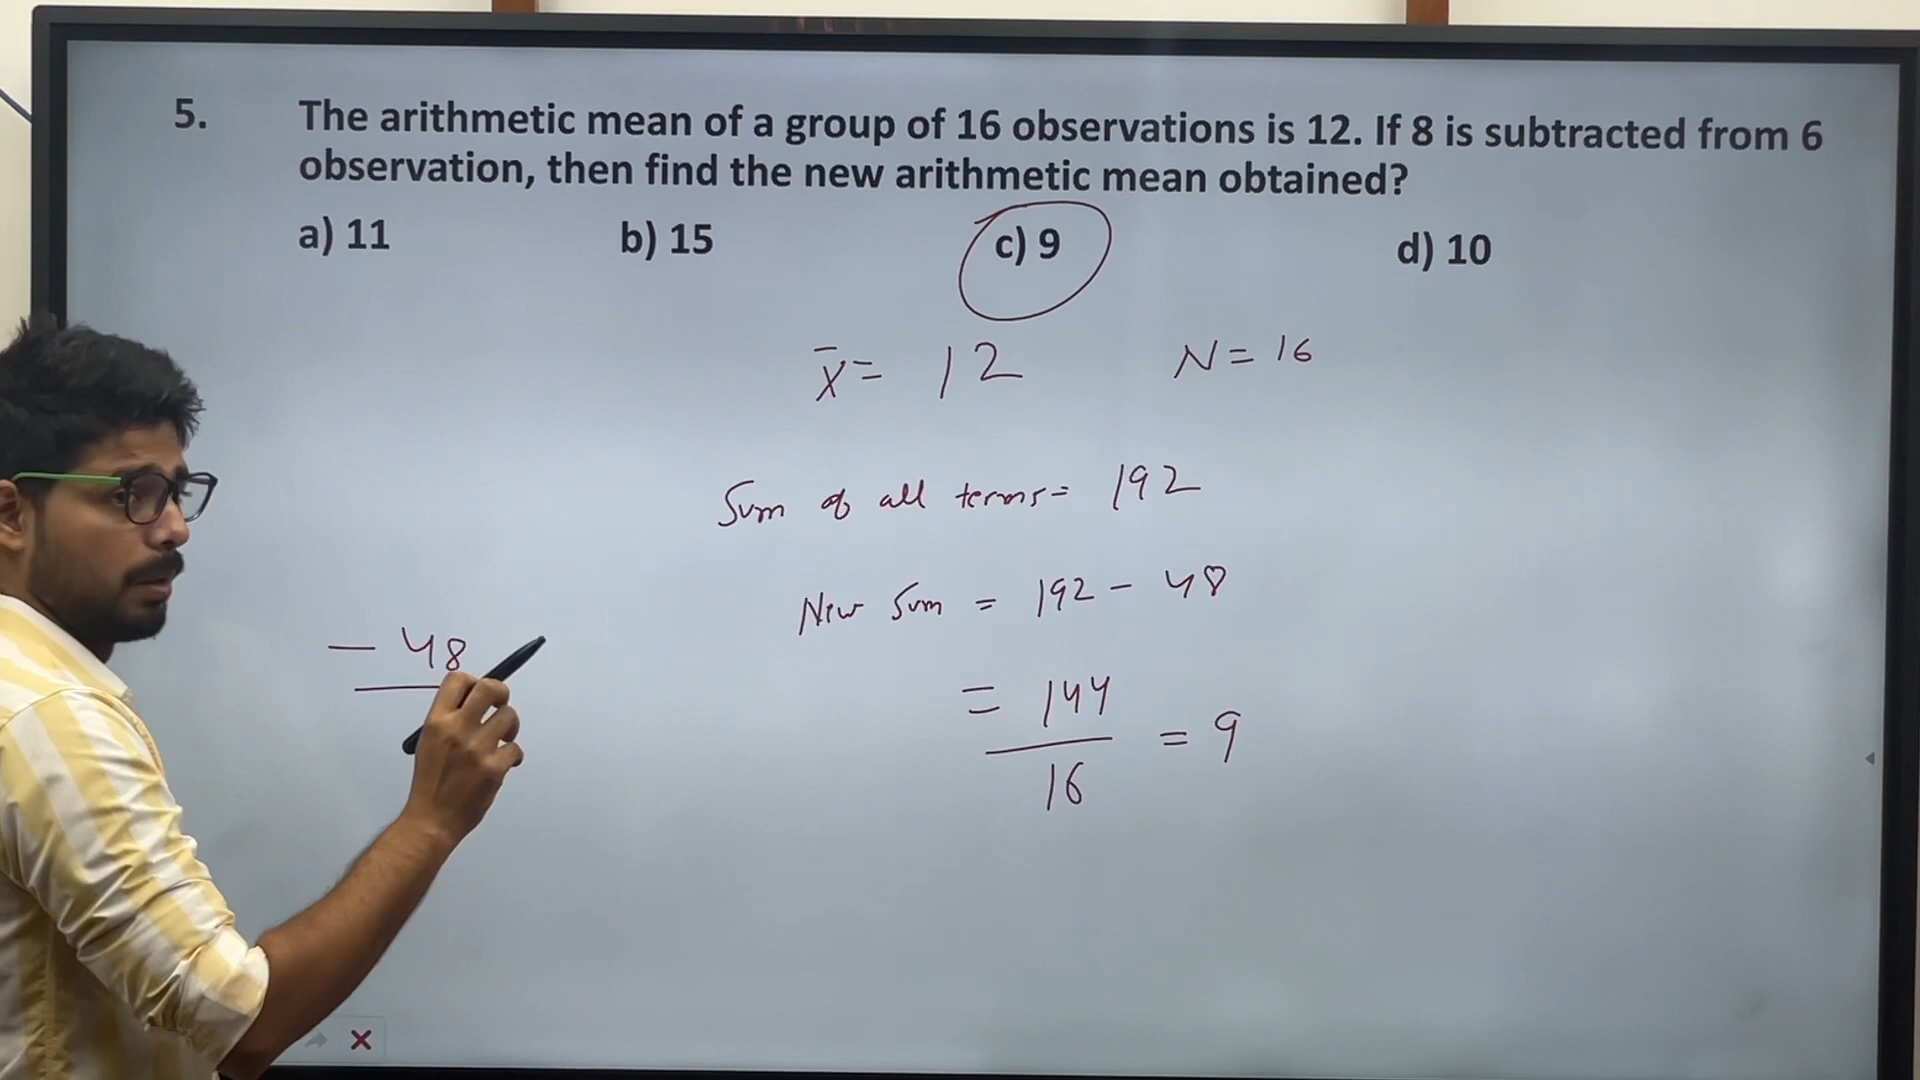 5. The arithmetic mean of a group of 16 observations is 12. If 8 is subtracted from 6
observation, then find the new arithmetic mean obtained?
a) 11 b) 15 c) 9 d) 10
x̄ = 12 N = 16
Sum of all terms = 192
New Sum = 192 - 48
- 48
= 144
= 9
16